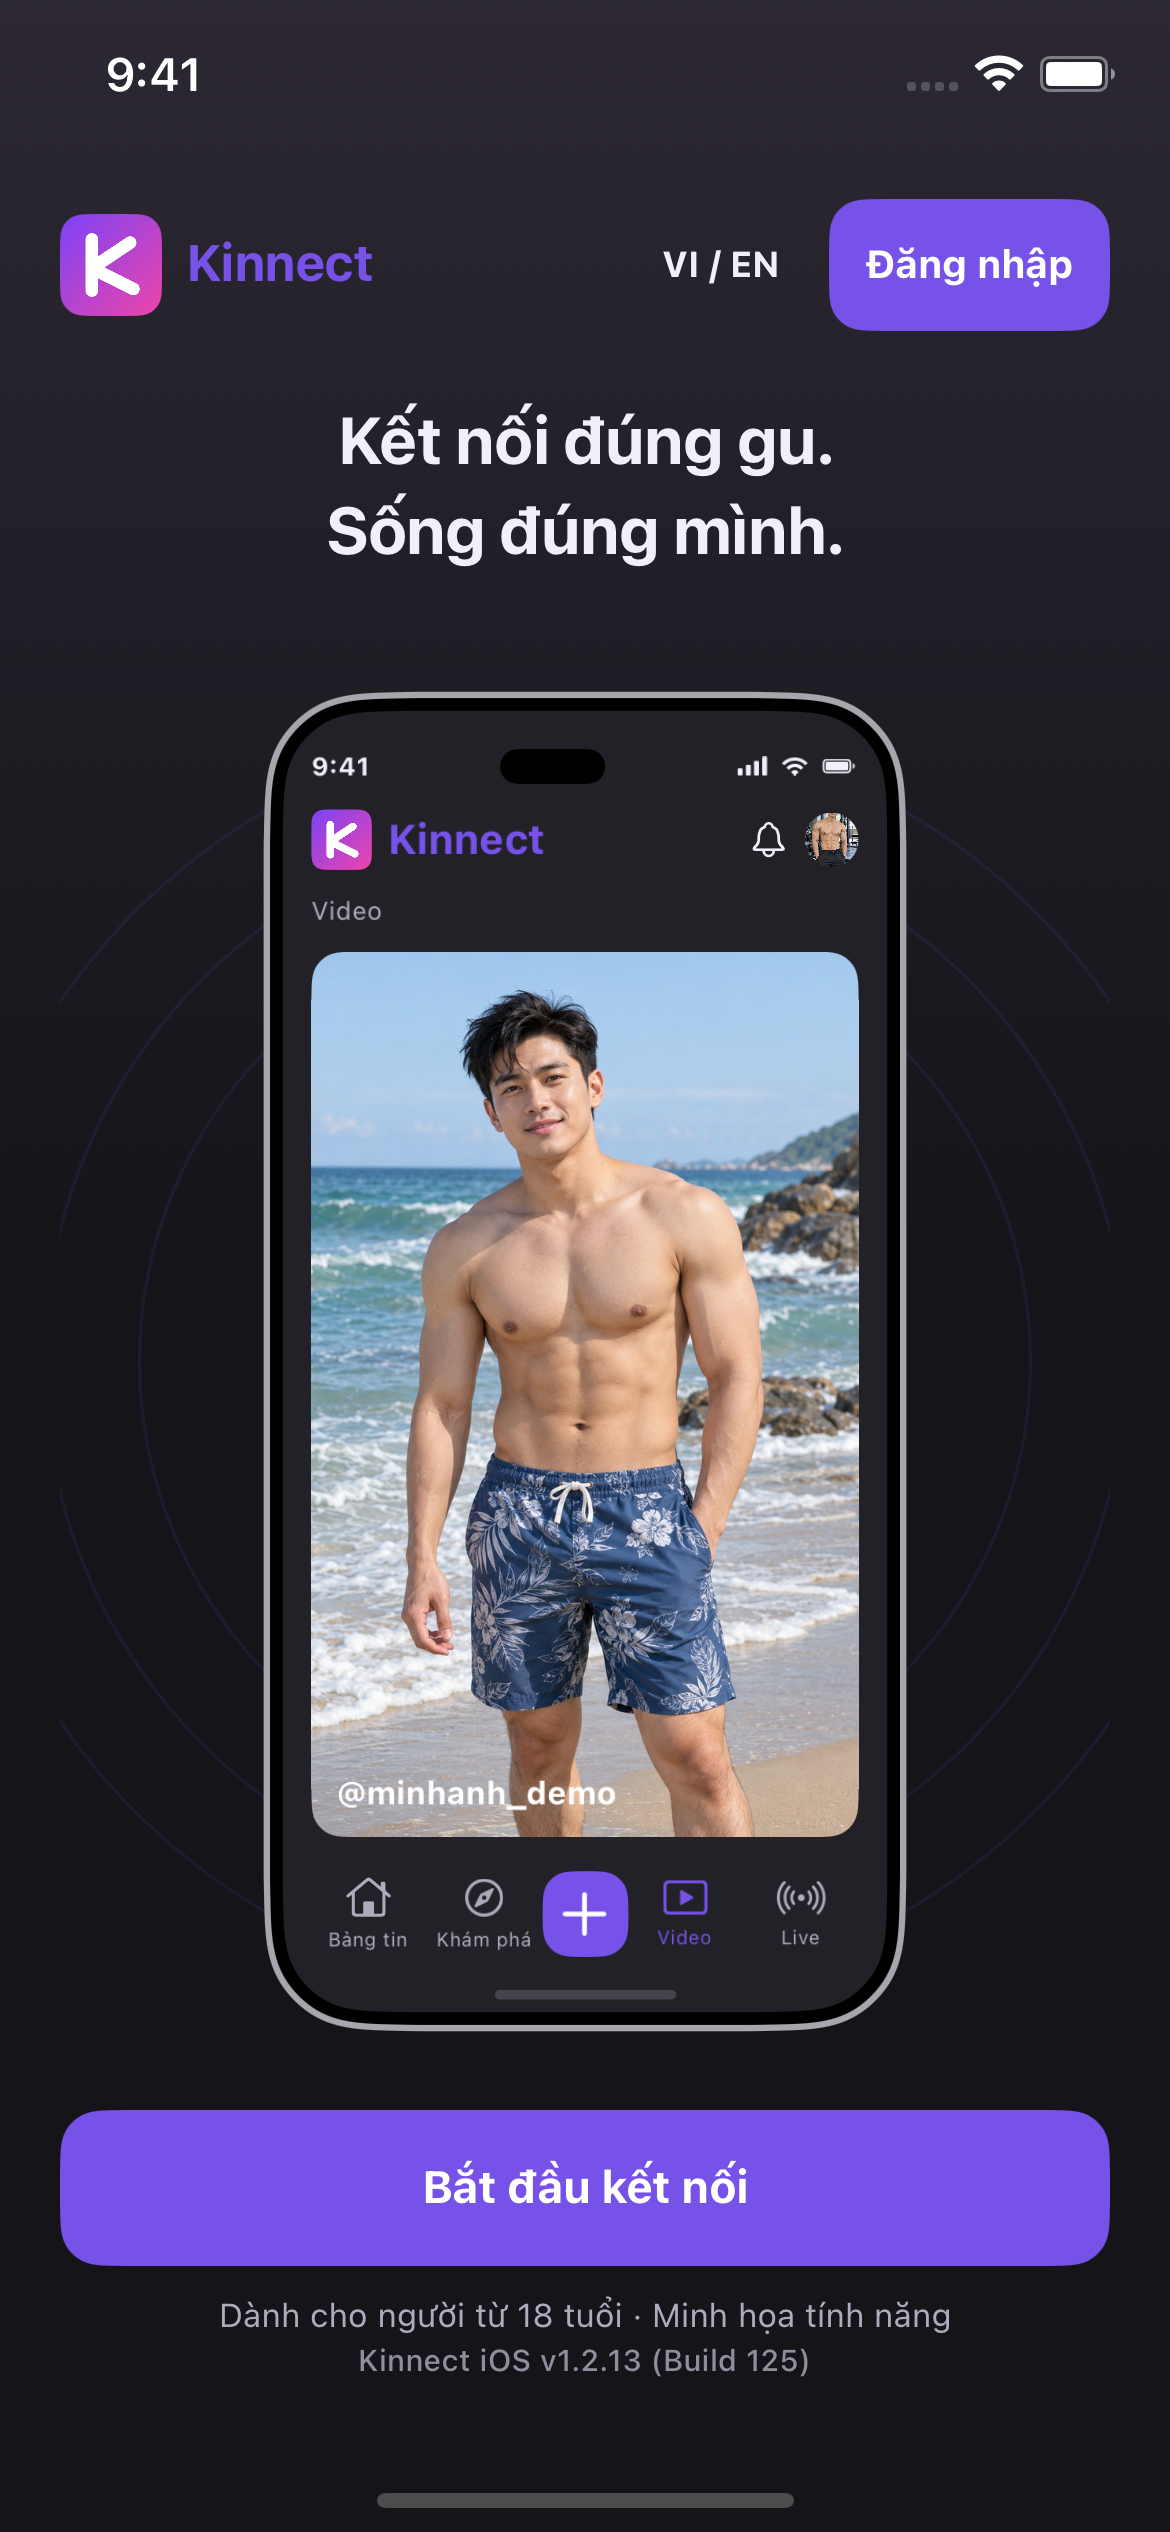 9:41
Kinnect
VI / EN
Đăng nhập
Kết nối đúng gu.
Sống đúng mình.
9:41
Kinnect
Video
@minhanh_demo
Bảng tin
Khám phá
Video
Live
Bắt đầu kết nối
Dành cho người từ 18 tuổi · Minh họa tính năng
Kinnect iOS v1.2.13 (Build 125)